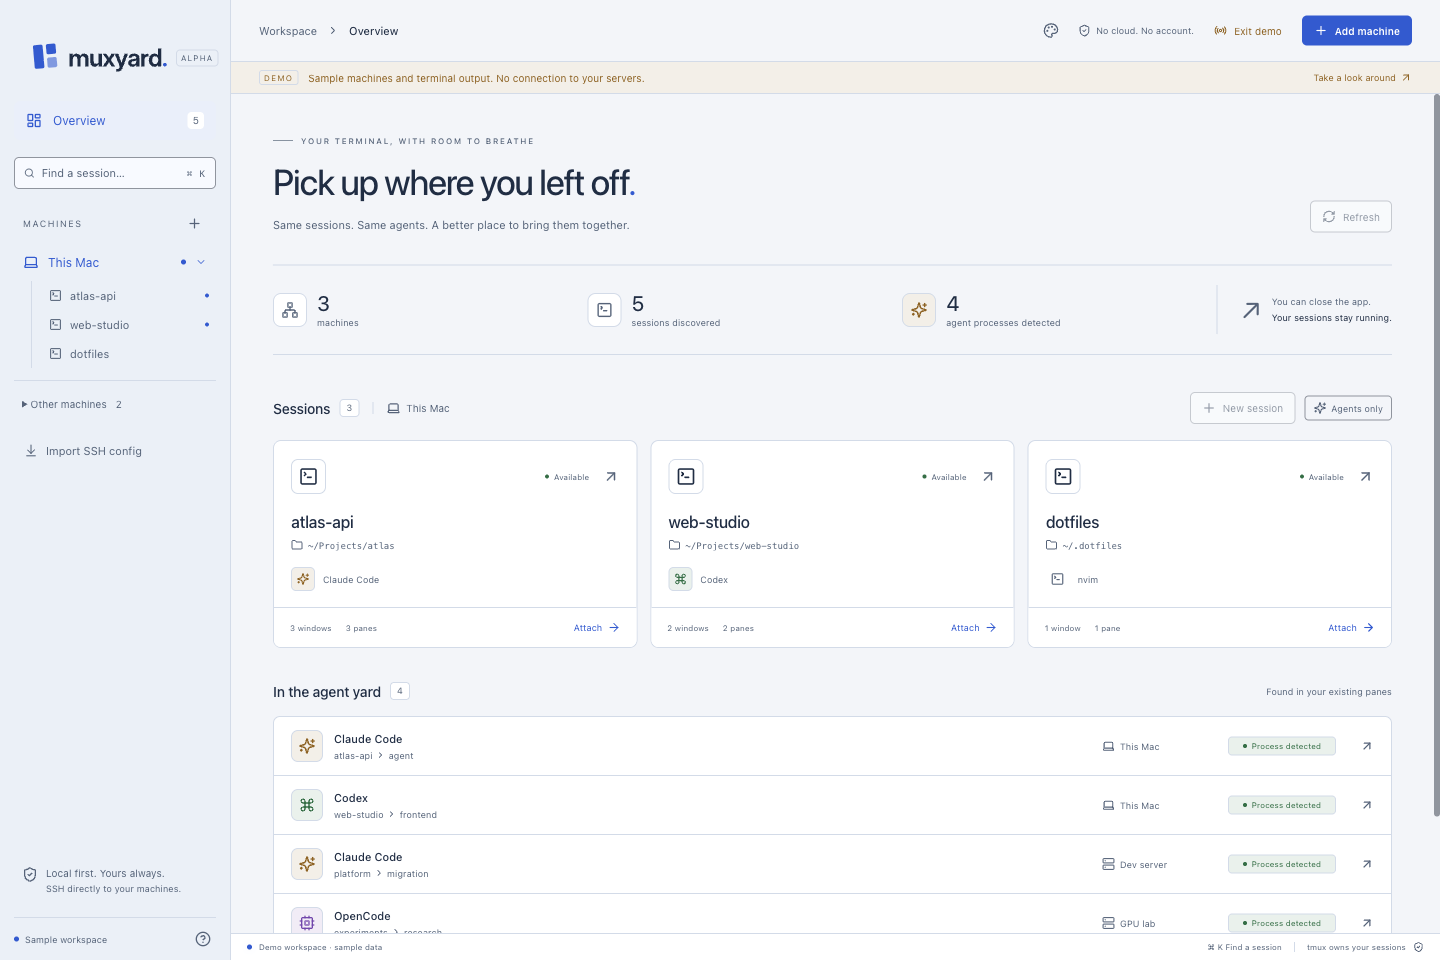 muxyard.
ALPHA
Overview
5
Find a session...
⌘ K
MACHINES
This Mac
atlas-api
web-studio
dotfiles
Other machines 2
Import SSH config
Local first. Yours always.
SSH directly to your machines.
Sample workspace
Workspace > Overview
No cloud. No account.
Exit demo
Add machine
DEMO
Sample machines and terminal output. No connection to your servers.
Take a look around
YOUR TERMINAL, WITH ROOM TO BREATHE
Pick up where you left off.
Same sessions. Same agents. A better place to bring them together.
Refresh
3
machines
5
sessions discovered
4
agent processes detected
You can close the app.
Your sessions stay running.
Sessions 3
This Mac
New session
Agents only
Available
atlas-api
~/Projects/atlas
Claude Code
3 windows 3 panes
Attach
Available
web-studio
~/Projects/web-studio
Codex
2 windows 2 panes
Attach
Available
dotfiles
~/.dotfiles
nvim
1 window 1 pane
Attach
In the agent yard 4
Found in your existing panes
Claude Code
atlas-api > agent
This Mac
Process detected
Codex
web-studio > frontend
This Mac
Process detected
Claude Code
platform > migration
Dev server
Process detected
OpenCode
experiments > research
GPU lab
Process detected
Demo workspace · sample data
⌘ K Find a session
tmux owns your sessions